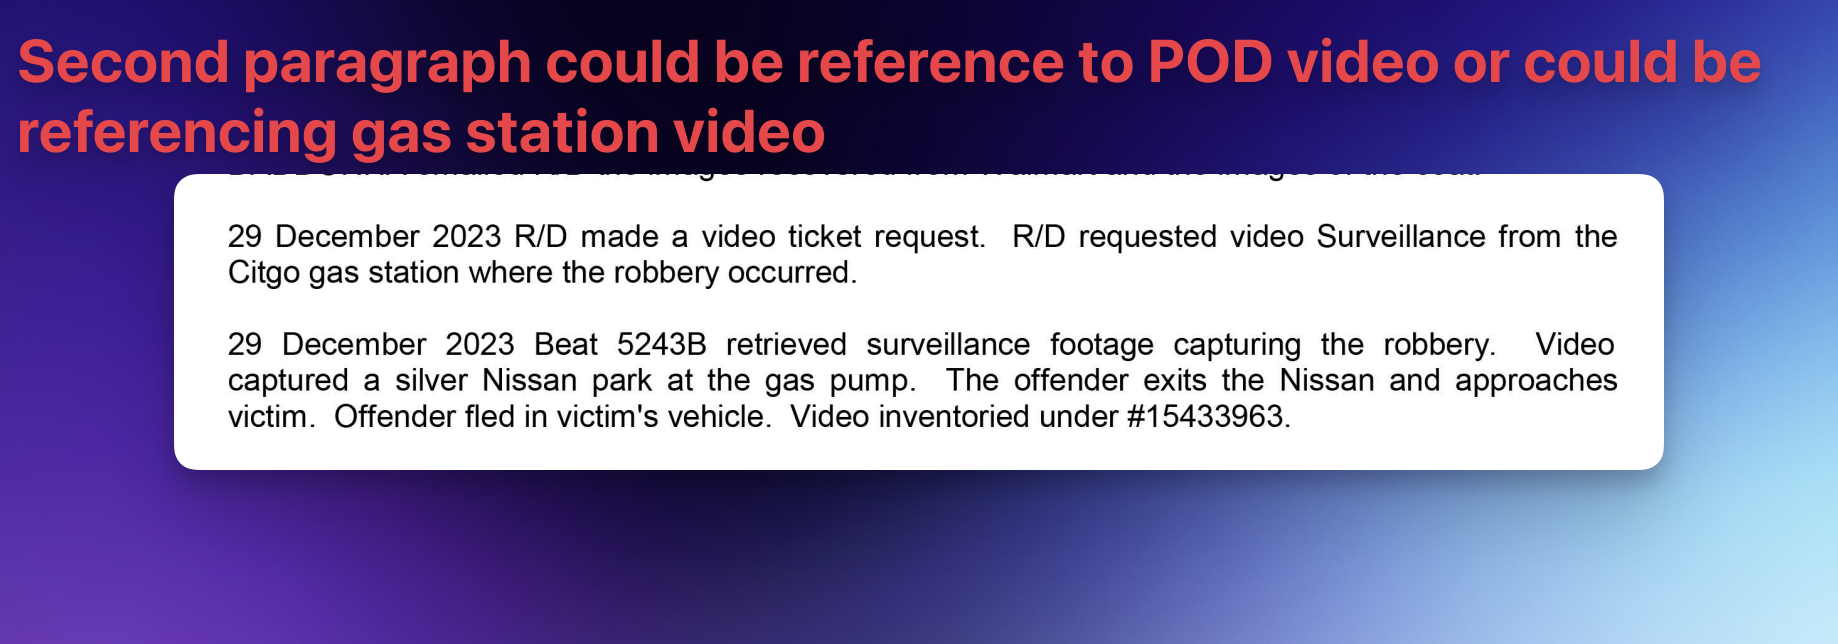 Second paragraph could be reference to POD video or could be
referencing gas station video
29 December 2023 R/D made a video ticket request.  R/D requested video Surveillance from the
Citgo gas station where the robbery occurred.
29 December 2023 Beat 5243B retrieved surveillance footage capturing the robbery.  Video
captured a silver Nissan park at the gas pump.  The offender exits the Nissan and approaches
victim.  Offender fled in victim's vehicle.  Video inventoried under #15433963.